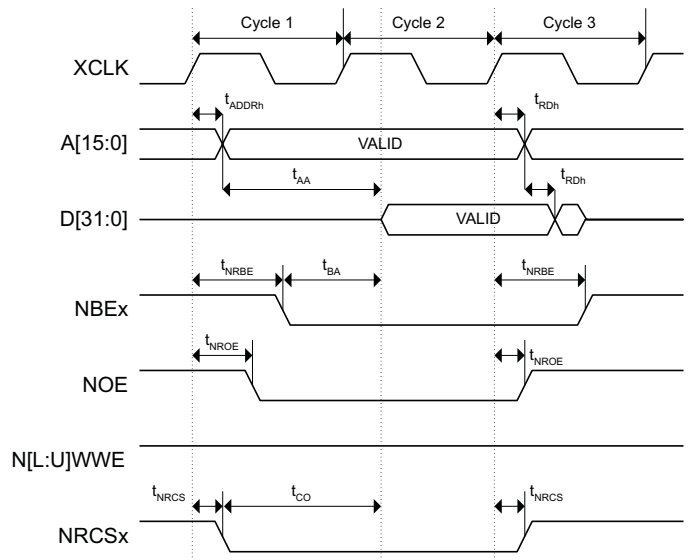 Cycle 1 Cycle 2 Cycle 3
XCLK
tADDRh tRDh
A[15:0] VALID
tAA tRDh
D[31:0] VALID
tNRBE tBA tNRBE
NBEx
tNROE tNROE
NOE
N[L:U]WWE
tNRCS tCO tNRCS
NRCSx